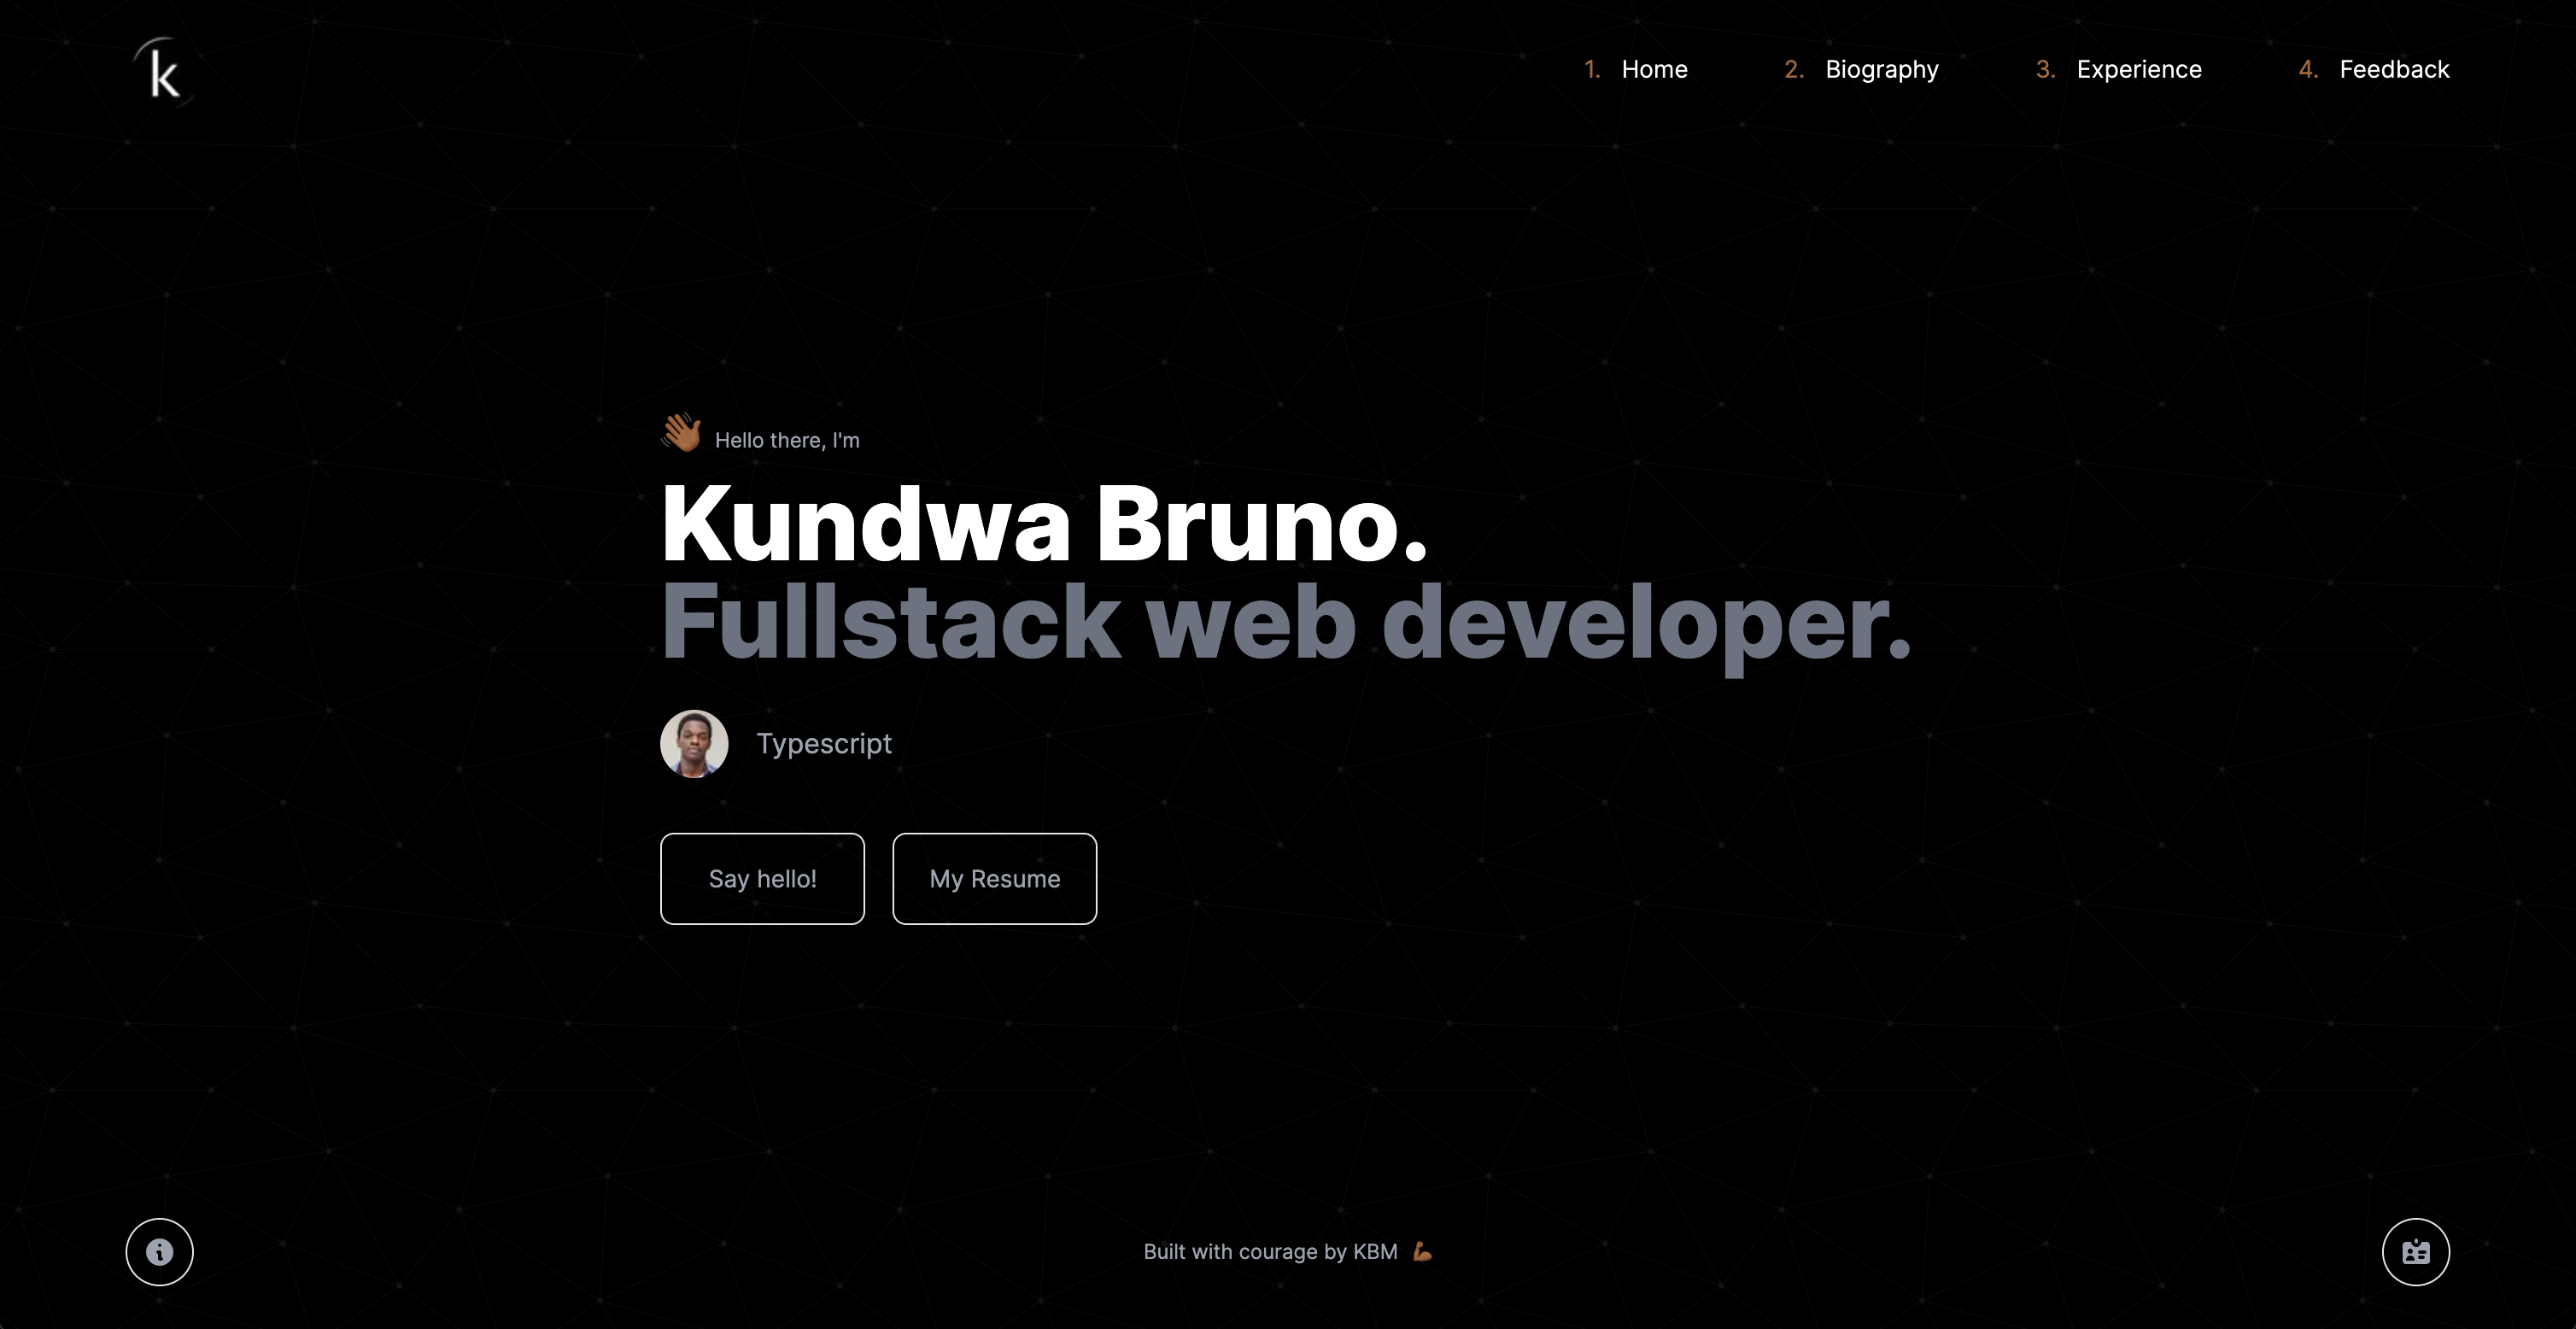 k
1. Home 2. Biography 3. Experience 4. Feedback
Hello there, I'm
Kundwa Bruno.
Fullstack web developer.
Typescript
Say hello! My Resume
Built with courage by KBM